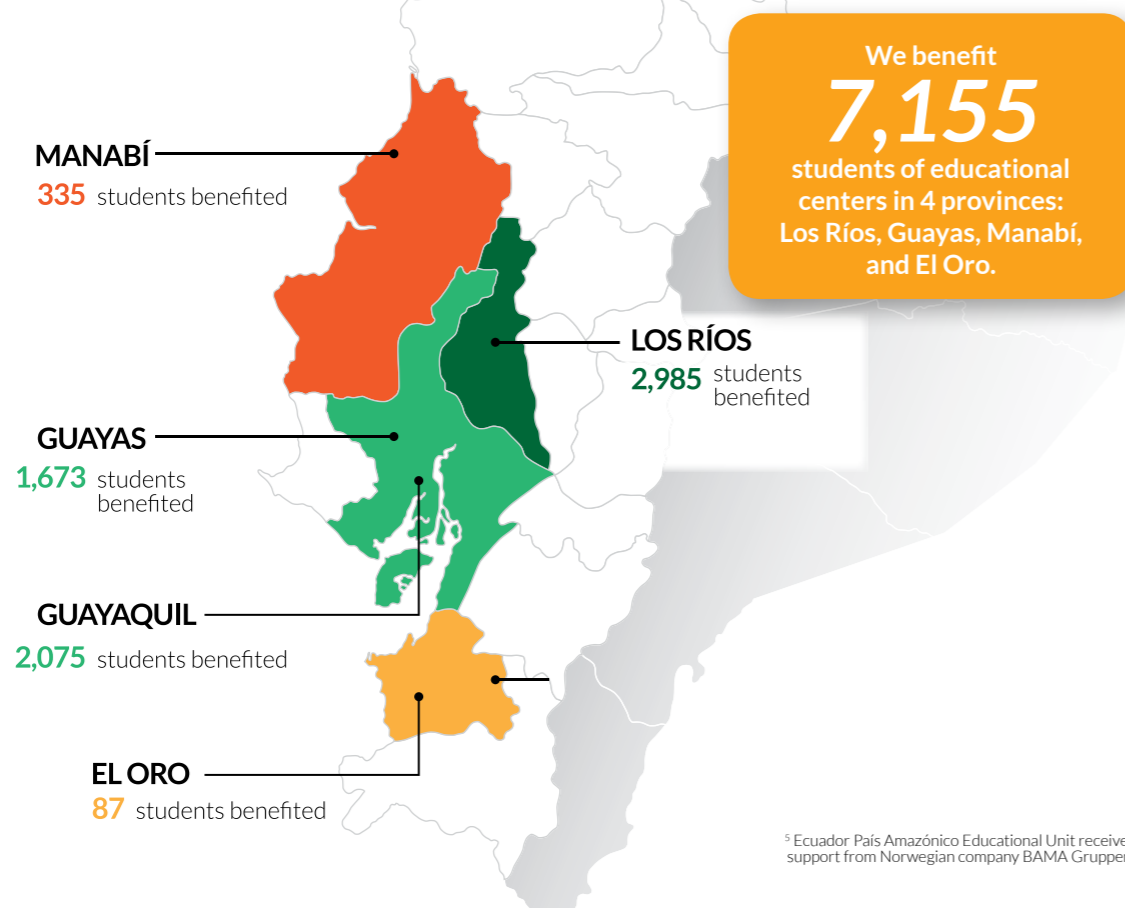 We benefit
7,155
students of educational
centers in 4 provinces:
Los Ríos, Guayas, Manabí,
and El Oro.
MANABÍ
335 students benefited
LOS RÍOS
2,985 students
benefited
GUAYAS
1,673 students
benefited
GUAYAQUIL
2,075 students benefited
EL ORO
87 students benefited
⁵ Ecuador País Amazónico Educational Unit receive
support from Norwegian company BAMA Grupper